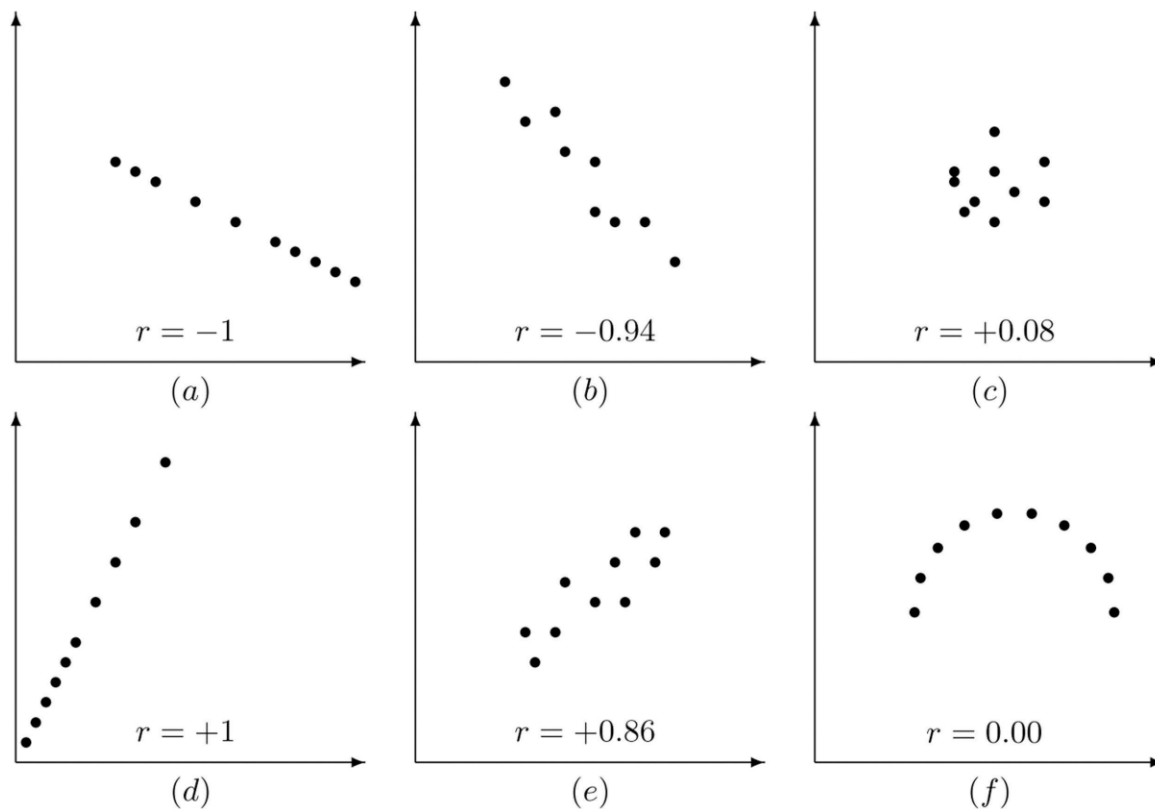 r = −1
r = −0.94
r = +0.08
(a)
(b)
(c)
r = +1
r = +0.86
r = 0.00
(d)
(e)
(f)